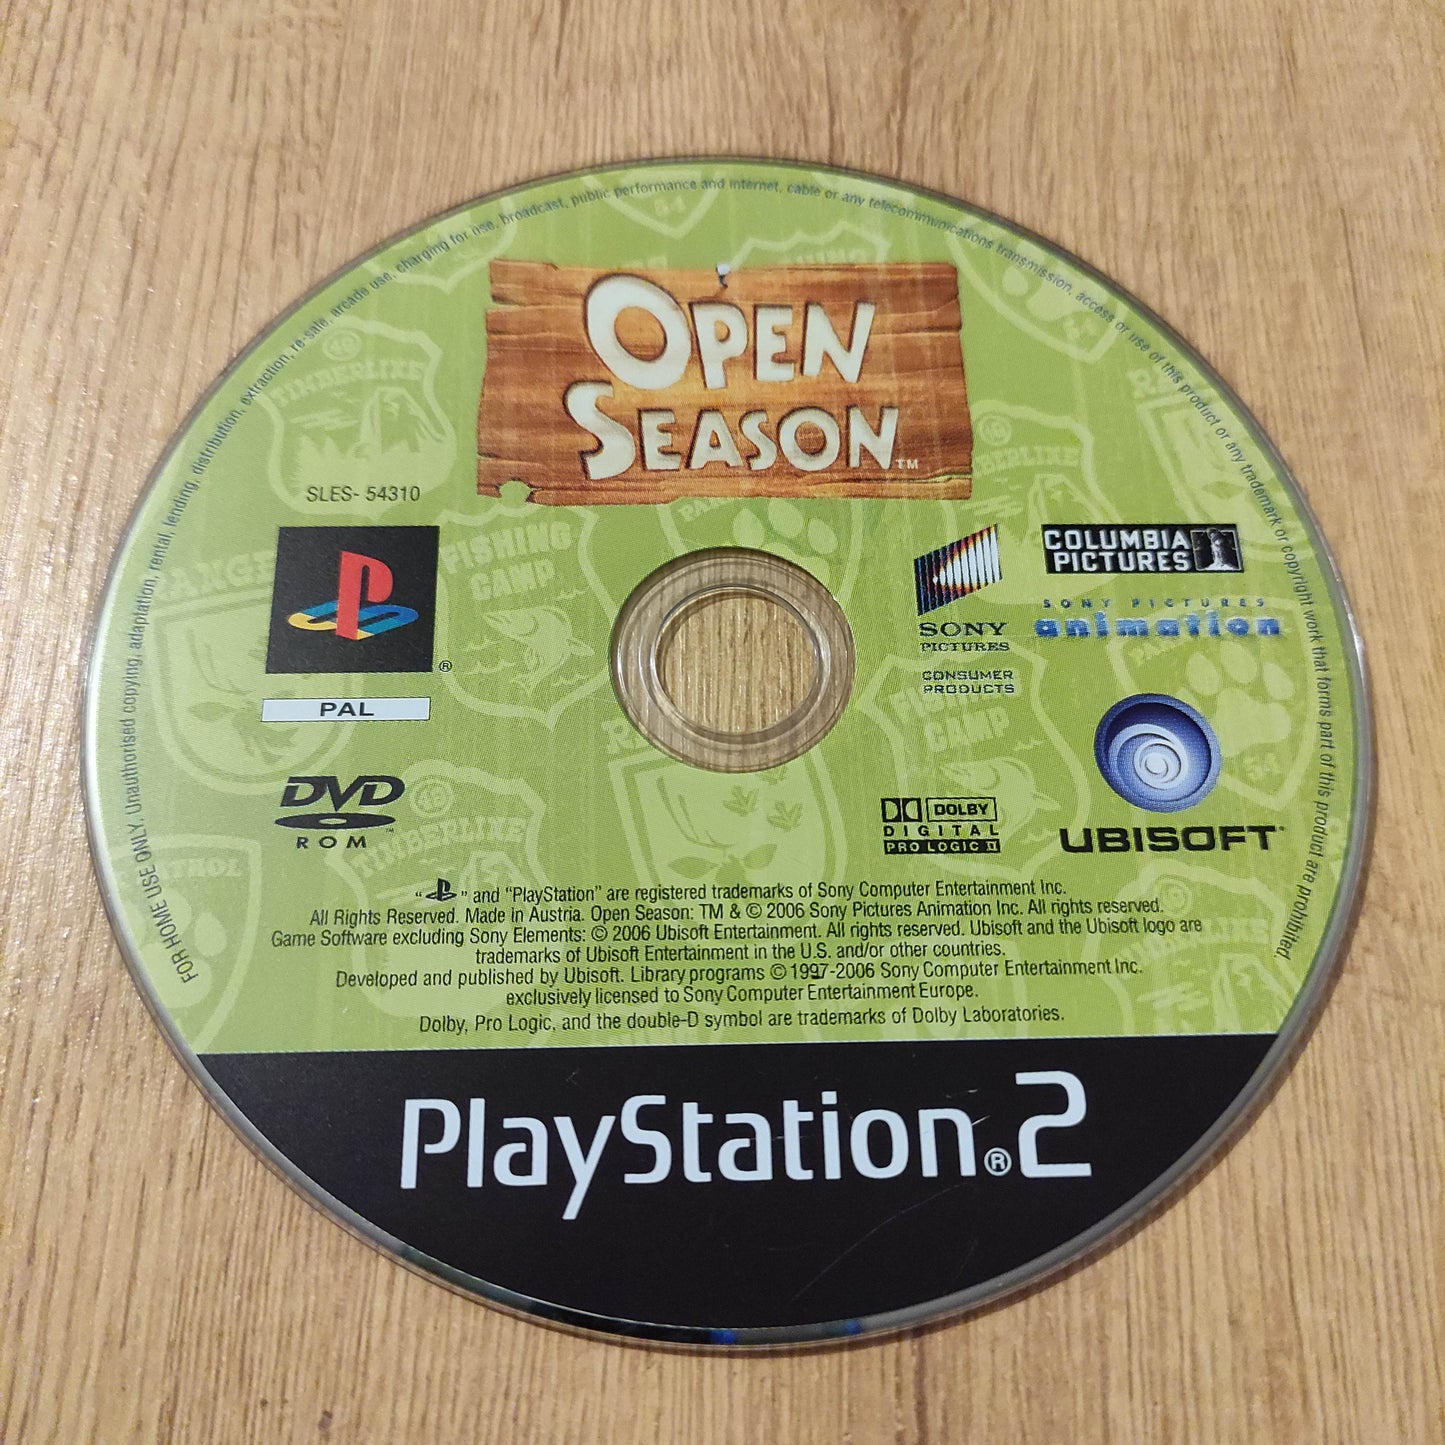 FOR HOME USE ONLY. Unauthorised copying, adaptation, rental, lending, distribution, extraction, re-sale, arcade use, charging for use, broadcast, public performance and internet, cable or any telecommunications transmission, access or use of this product or any trademark or copyright work that forms part of this product are prohibited
OPEN
SEASON™
SLES- 54310
®
PAL
DVD
ROM™
SONY
PICTURES
CONSUMER
PRODUCTS
COLUMBIA
PICTURES
SONY PICTURES
animation
DOLBY
DIGITAL
PRO LOGIC II
UBISOFT
TIMBERLINE
FISHING
CAMP
FISHING
CAMP
TIMBERLINE
TIMBERLINE
" " and "PlayStation" are registered trademarks of Sony Computer Entertainment Inc.
All Rights Reserved. Made in Austria. Open Season: TM & © 2006 Sony Pictures Animation Inc. All rights reserved.
Game Software excluding Sony Elements: © 2006 Ubisoft Entertainment. All rights reserved. Ubisoft and the Ubisoft logo are
trademarks of Ubisoft Entertainment in the U.S. and/or other countries.
Developed and published by Ubisoft. Library programs © 1997-2006 Sony Computer Entertainment Inc.
exclusively licensed to Sony Computer Entertainment Europe.
Dolby, Pro Logic, and the double-D symbol are trademarks of Dolby Laboratories.
PlayStation®2